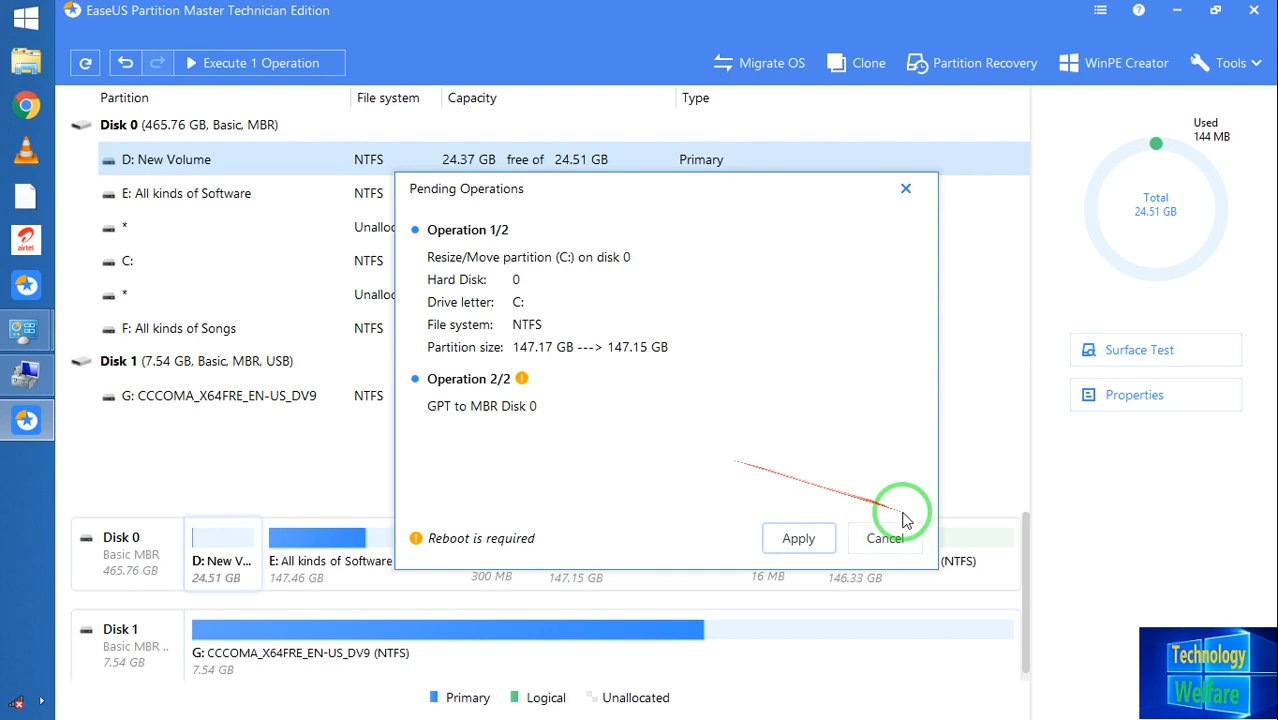 EaseUS Partition Master Technician Edition
Execute 1 Operation
Migrate OS Clone Partition Recovery WinPE Creator Tools
Partition File system Capacity Type
Disk 0 (465.76 GB, Basic, MBR)
D: New Volume NTFS 24.37 GB free of 24.51 GB Primary
E: All kinds of Software NTFS
* Unalloc
C: NTFS
* Unalloc
F: All kinds of Songs NTFS
Disk 1 (7.54 GB, Basic, MBR, USB)
G: CCCOMA_X64FRE_EN-US_DV9 NTFS
Pending Operations
Operation 1/2
Resize/Move partition (C:) on disk 0
Hard Disk: 0
Drive letter: C:
File system: NTFS
Partition size: 147.17 GB ---> 147.15 GB
Operation 2/2
GPT to MBR Disk 0
Reboot is required
Apply Cancel
Used
144 MB
Total
24.51 GB
Surface Test
Properties
airtel
Disk 0
Basic MBR
465.76 GB
D: New V...
24.51 GB
E: All kinds of Software
147.46 GB
300 MB
147.15 GB
16 MB
146.33 GB
(NTFS)
Disk 1
Basic MBR ..
7.54 GB
G: CCCOMA_X64FRE_EN-US_DV9 (NTFS)
7.54 GB
Primary Logical Unallocated
Technology
Welfare